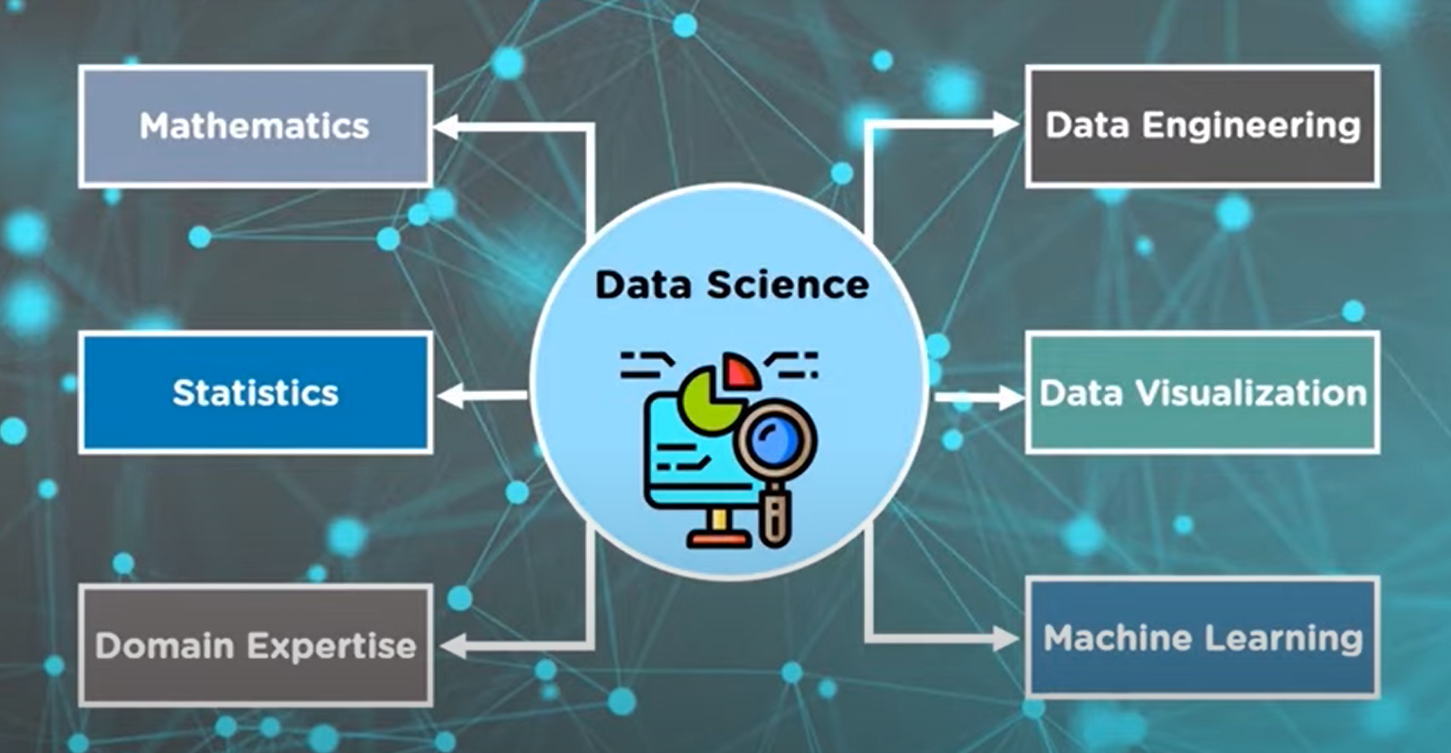 Mathematics
Data Engineering
Data Science
Statistics
Data Visualization
Domain Expertise
Machine Learning